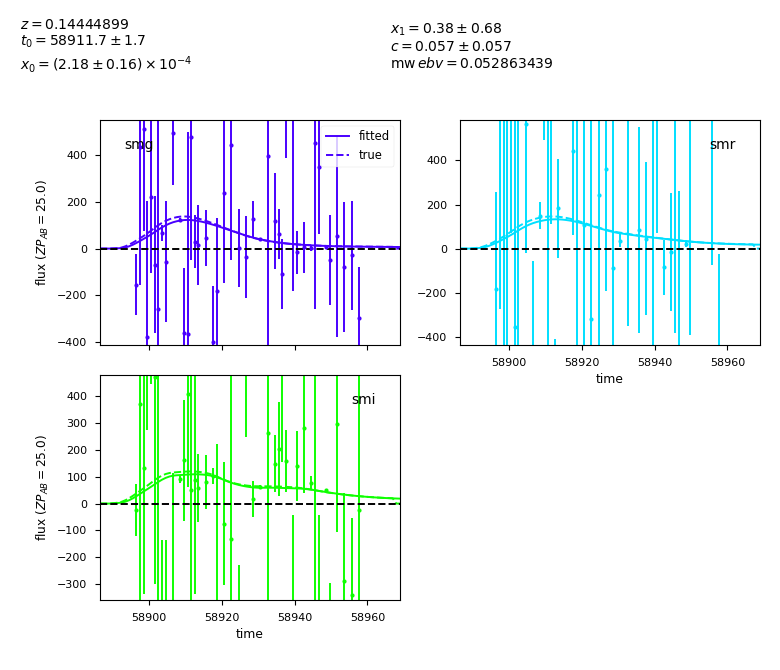 z = 0.14444899
t₀ = 58911.7 ± 1.7
x₀ = (2.18 ± 0.16) × 10⁻⁴
x₁ = 0.38 ± 0.68
c = 0.057 ± 0.057
mw ebv = 0.052863439
smg
fitted
true
flux (ZP_AB = 25.0)
400
200
0
−200
−400
smr
400
200
0
−200
−400
58900 58920 58940 58960
time
smi
flux (ZP_AB = 25.0)
400
300
200
100
0
−100
−200
−300
58900 58920 58940 58960
time